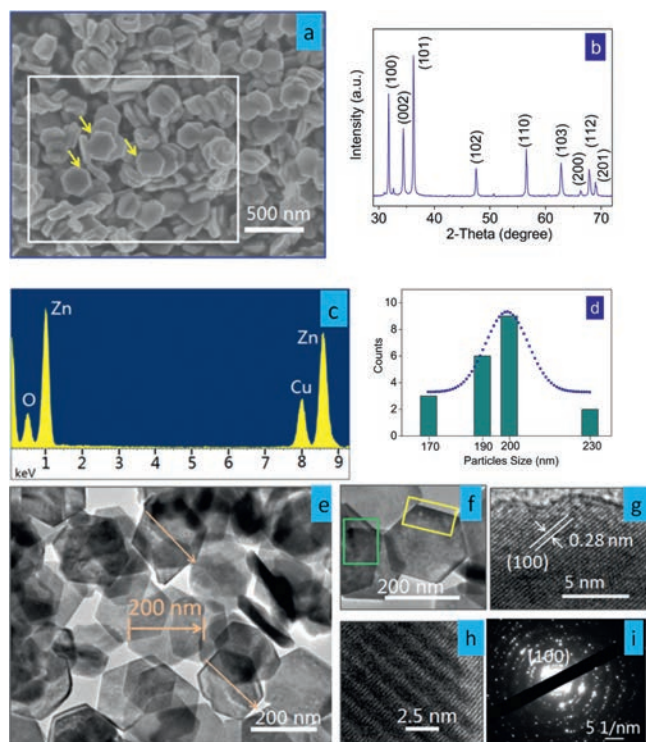 a
500 nm
b
Intensity (a.u.)
(100)
(002)
(101)
(102)
(110)
(103)
(200)
(112)
(201)
30 40 50 60 70
2-Theta (degree)
c
Zn
O
Cu
Zn
keV 1 2 3 4 5 6 7 8 9
d
Counts
10
8
6
4
2
0
170 190 200 230
Particles Size (nm)
e
200 nm
200 nm
f
200 nm
g
0.28 nm
(100)
5 nm
h
2.5 nm
i
(100)
5 1/nm